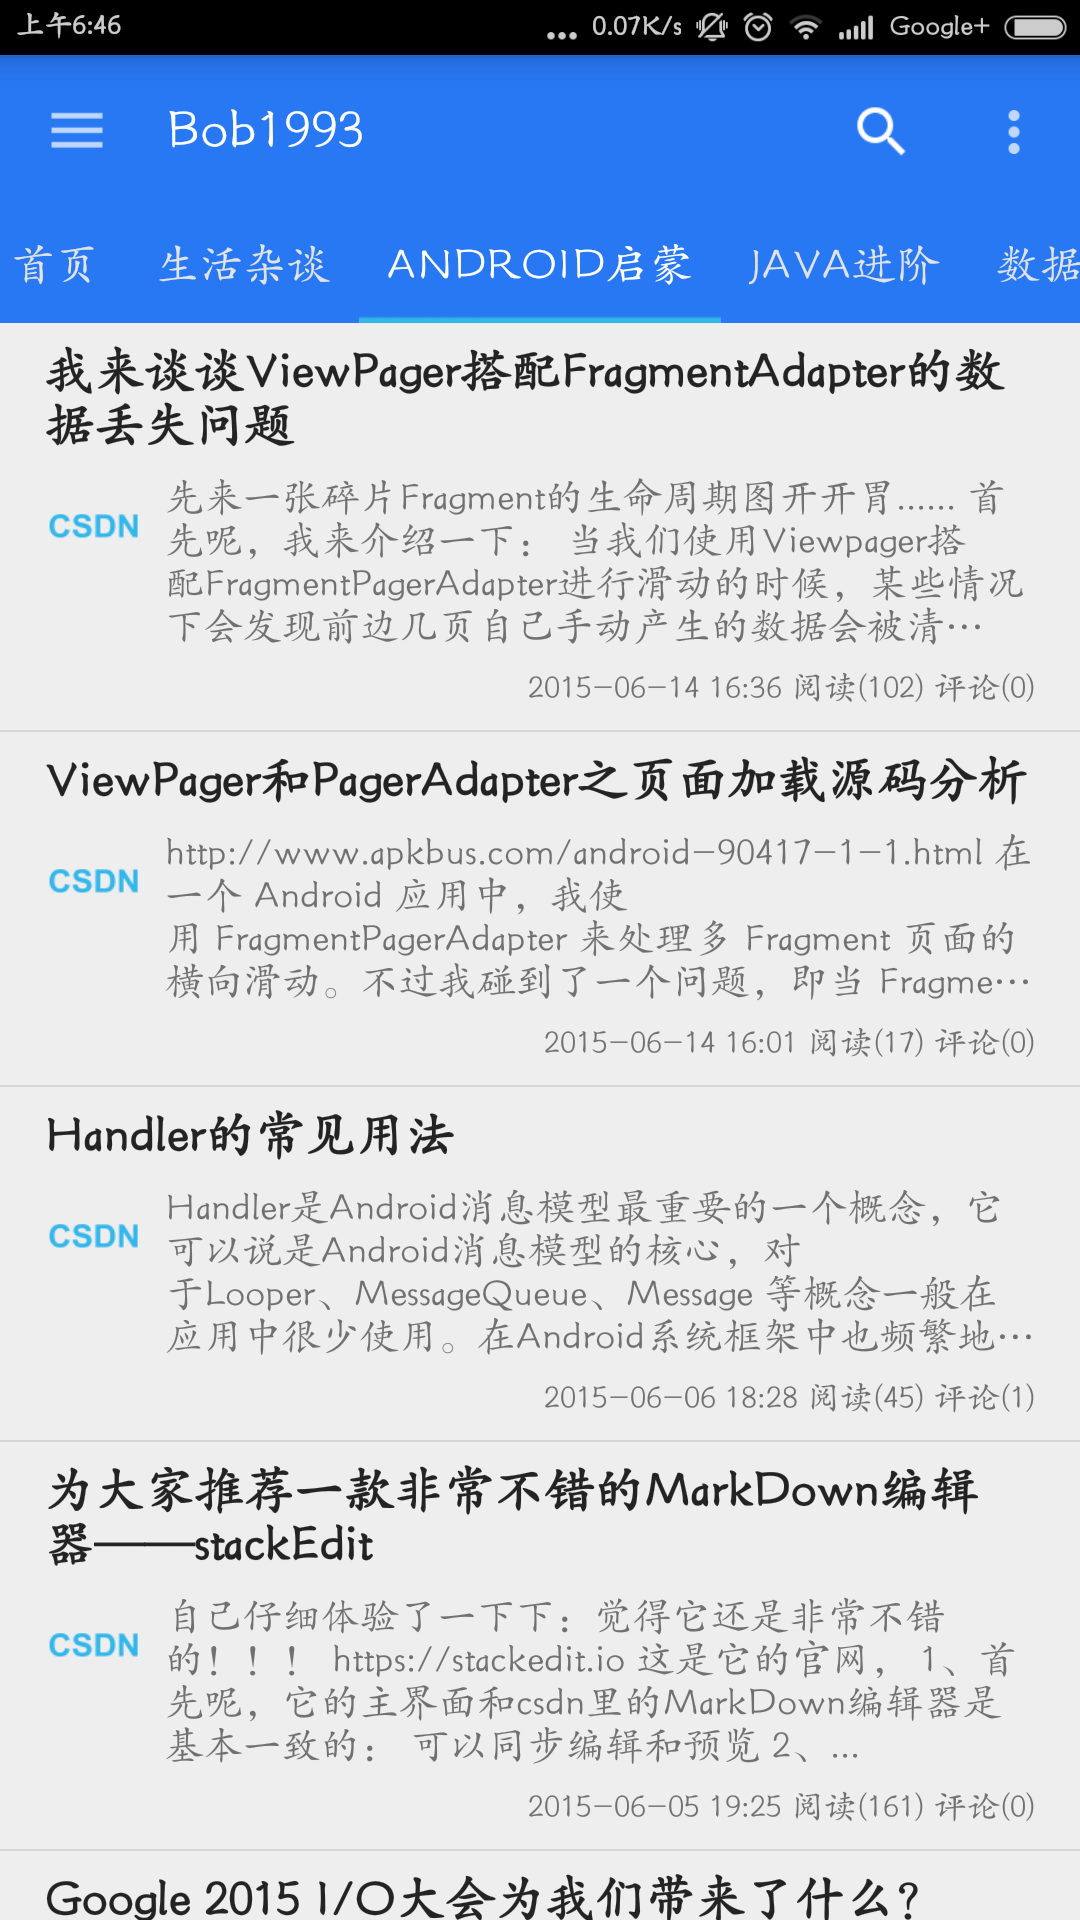 上午6:46
... 0.07K/s Google+
Bob1993
首页 生活杂谈 ANDROID启蒙 JAVA进阶 数据
我来谈谈ViewPager搭配FragmentAdapter的数
据丢失问题
CSDN
先来一张碎片Fragment的生命周期图开开胃...... 首
先呢，我来介绍一下： 当我们使用Viewpager搭
配FragmentPagerAdapter进行滑动的时候，某些情况
下会发现前边几页自己手动产生的数据会被清…
2015-06-14 16:36 阅读(102) 评论(0)
ViewPager和PagerAdapter之页面加载源码分析
CSDN
http://www.apkbus.com/android-90417-1-1.html 在
一个 Android 应用中，我使
用 FragmentPagerAdapter 来处理多 Fragment 页面的
横向滑动。不过我碰到了一个问题，即当 Fragme…
2015-06-14 16:01 阅读(17) 评论(0)
Handler的常见用法
CSDN
Handler是Android消息模型最重要的一个概念，它
可以说是Android消息模型的核心，对
于Looper、MessageQueue、Message 等概念一般在
应用中很少使用。在Android系统框架中也频繁地…
2015-06-06 18:28 阅读(45) 评论(1)
为大家推荐一款非常不错的MarkDown编辑
器——stackEdit
CSDN
自己仔细体验了一下下：觉得它还是非常不错
的！！！ https://stackedit.io 这是它的官网， 1、首
先呢，它的主界面和csdn里的MarkDown编辑器是
基本一致的： 可以同步编辑和预览 2、...
2015-06-05 19:25 阅读(161) 评论(0)
Google 2015 I/O大会为我们带来了什么？